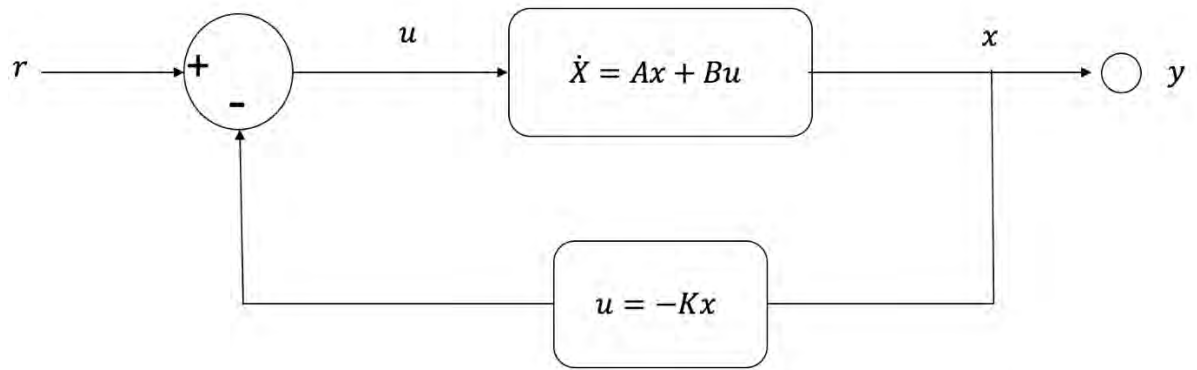 r
+
-
u
Ẋ = Ax + Bu
x
y
u = −Kx